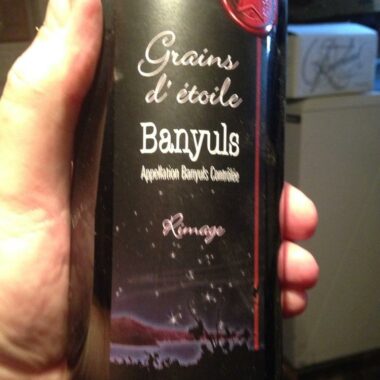 Grains
d'étoile
Banyuls
Appellation Banyuls Contrôlée
Rimage